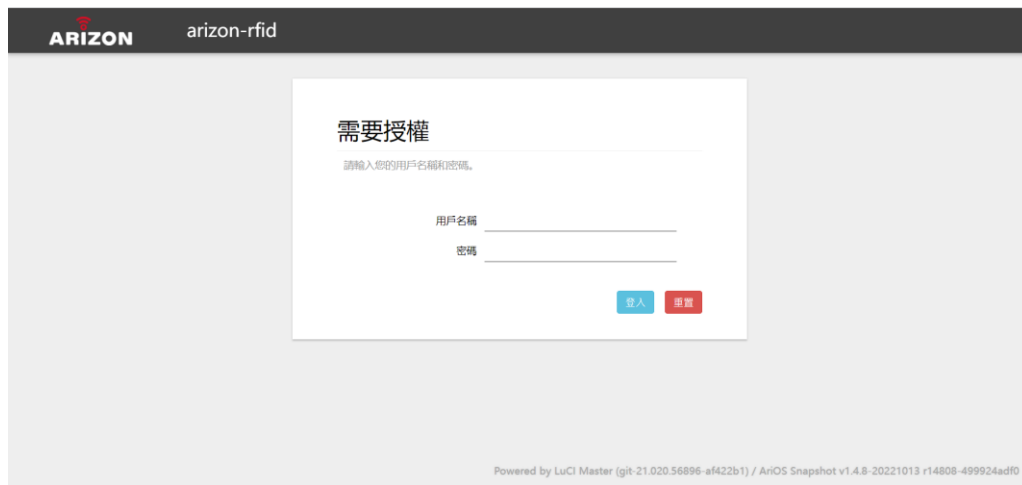 ARIZON arizon-rfid
需要授權
請輸入您的用戶名稱和密碼。
用戶名稱
密碼
登入 重置
Powered by LuCI Master (git-21.020.56896-af422b1) / AriOS Snapshot v1.4.8-20221013 r14808-499924adf0